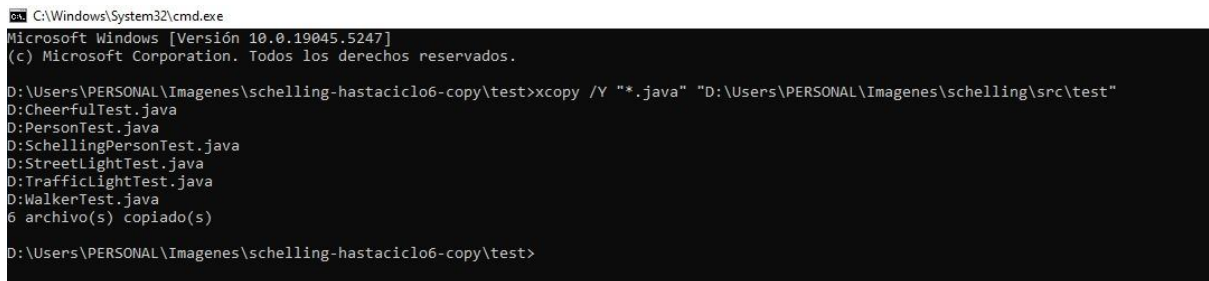 C:\Windows\System32\cmd.exe
Microsoft Windows [Versión 10.0.19045.5247]
(c) Microsoft Corporation. Todos los derechos reservados.
D:\Users\PERSONAL\Imagenes\schelling-hastaciclo6-copy\test>xcopy /Y "*.java" "D:\Users\PERSONAL\Imagenes\schelling\src\test"
D:CheerfulTest.java
D:PersonTest.java
D:SchellingPersonTest.java
D:StreetLightTest.java
D:TrafficLightTest.java
D:WalkerTest.java
6 archivo(s) copiado(s)
D:\Users\PERSONAL\Imagenes\schelling-hastaciclo6-copy\test>